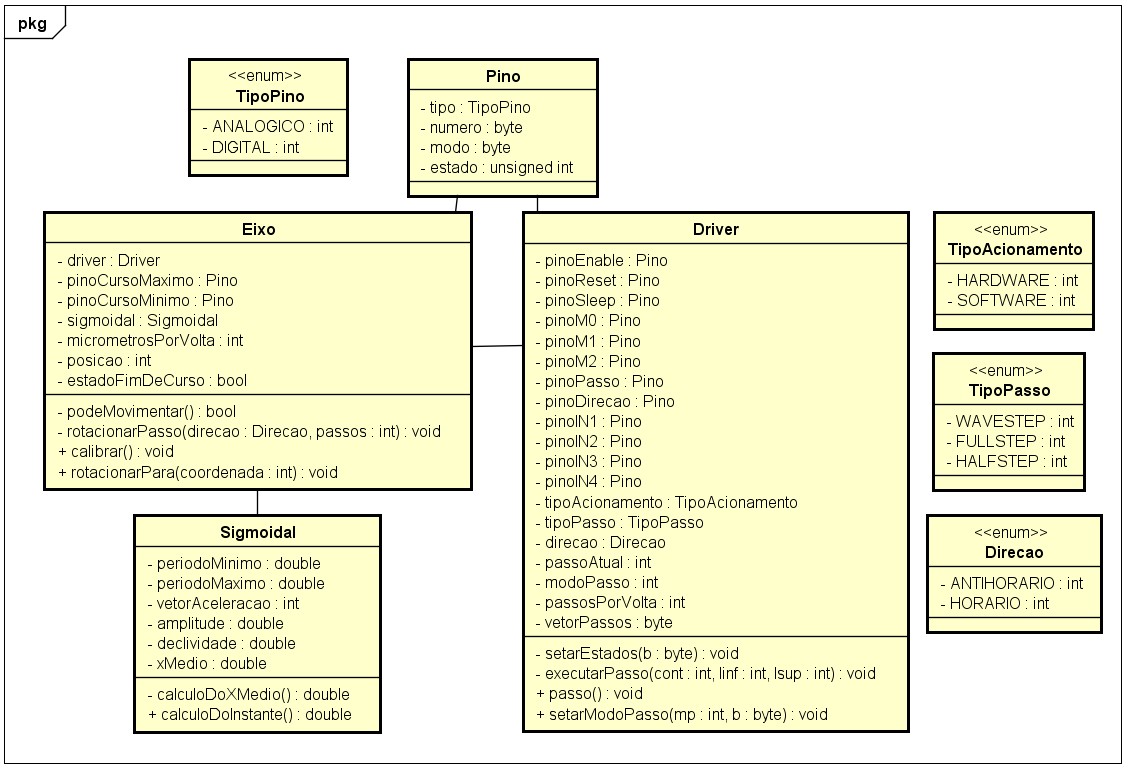 pkg
<<enum>>
TipoPino
- ANALOGICO : int
- DIGITAL : int
Pino
- tipo : TipoPino
- numero : byte
- modo : byte
- estado : unsigned int
Eixo
- driver : Driver
- pinoCursoMaximo : Pino
- pinoCursoMinimo : Pino
- sigmoidal : Sigmoidal
- micrometrosPorVolta : int
- posicao : int
- estadoFimDeCurso : bool
- podeMovimentar() : bool
- rotacionarPasso(direcao : Direcao, passos : int) : void
+ calibrar() : void
+ rotacionarPara(coordenada : int) : void
Driver
- pinoEnable : Pino
- pinoReset : Pino
- pinoSleep : Pino
- pinoM0 : Pino
- pinoM1 : Pino
- pinoM2 : Pino
- pinoPasso : Pino
- pinoDirecao : Pino
- pinoIN1 : Pino
- pinoIN2 : Pino
- pinoIN3 : Pino
- pinoIN4 : Pino
- tipoAcionamento : TipoAcionamento
- tipoPasso : TipoPasso
- direcao : Direcao
- passoAtual : int
- modoPasso : int
- passosPorVolta : int
- vetorPassos : byte
- setarEstados(b : byte) : void
- executarPasso(cont : int, linf : int, lsup : int) : void
+ passo() : void
+ setarModoPasso(mp : int, b : byte) : void
<<enum>>
TipoAcionamento
- HARDWARE : int
- SOFTWARE : int
<<enum>>
TipoPasso
- WAVESTEP : int
- FULLSTEP : int
- HALFSTEP : int
<<enum>>
Direcao
- ANTIHORARIO : int
- HORARIO : int
Sigmoidal
- periodoMinimo : double
- periodoMaximo : double
- vetorAceleracao : int
- amplitude : double
- declividade : double
- xMedio : double
- calculoDoXMedio() : double
+ calculoDoInstante() : double